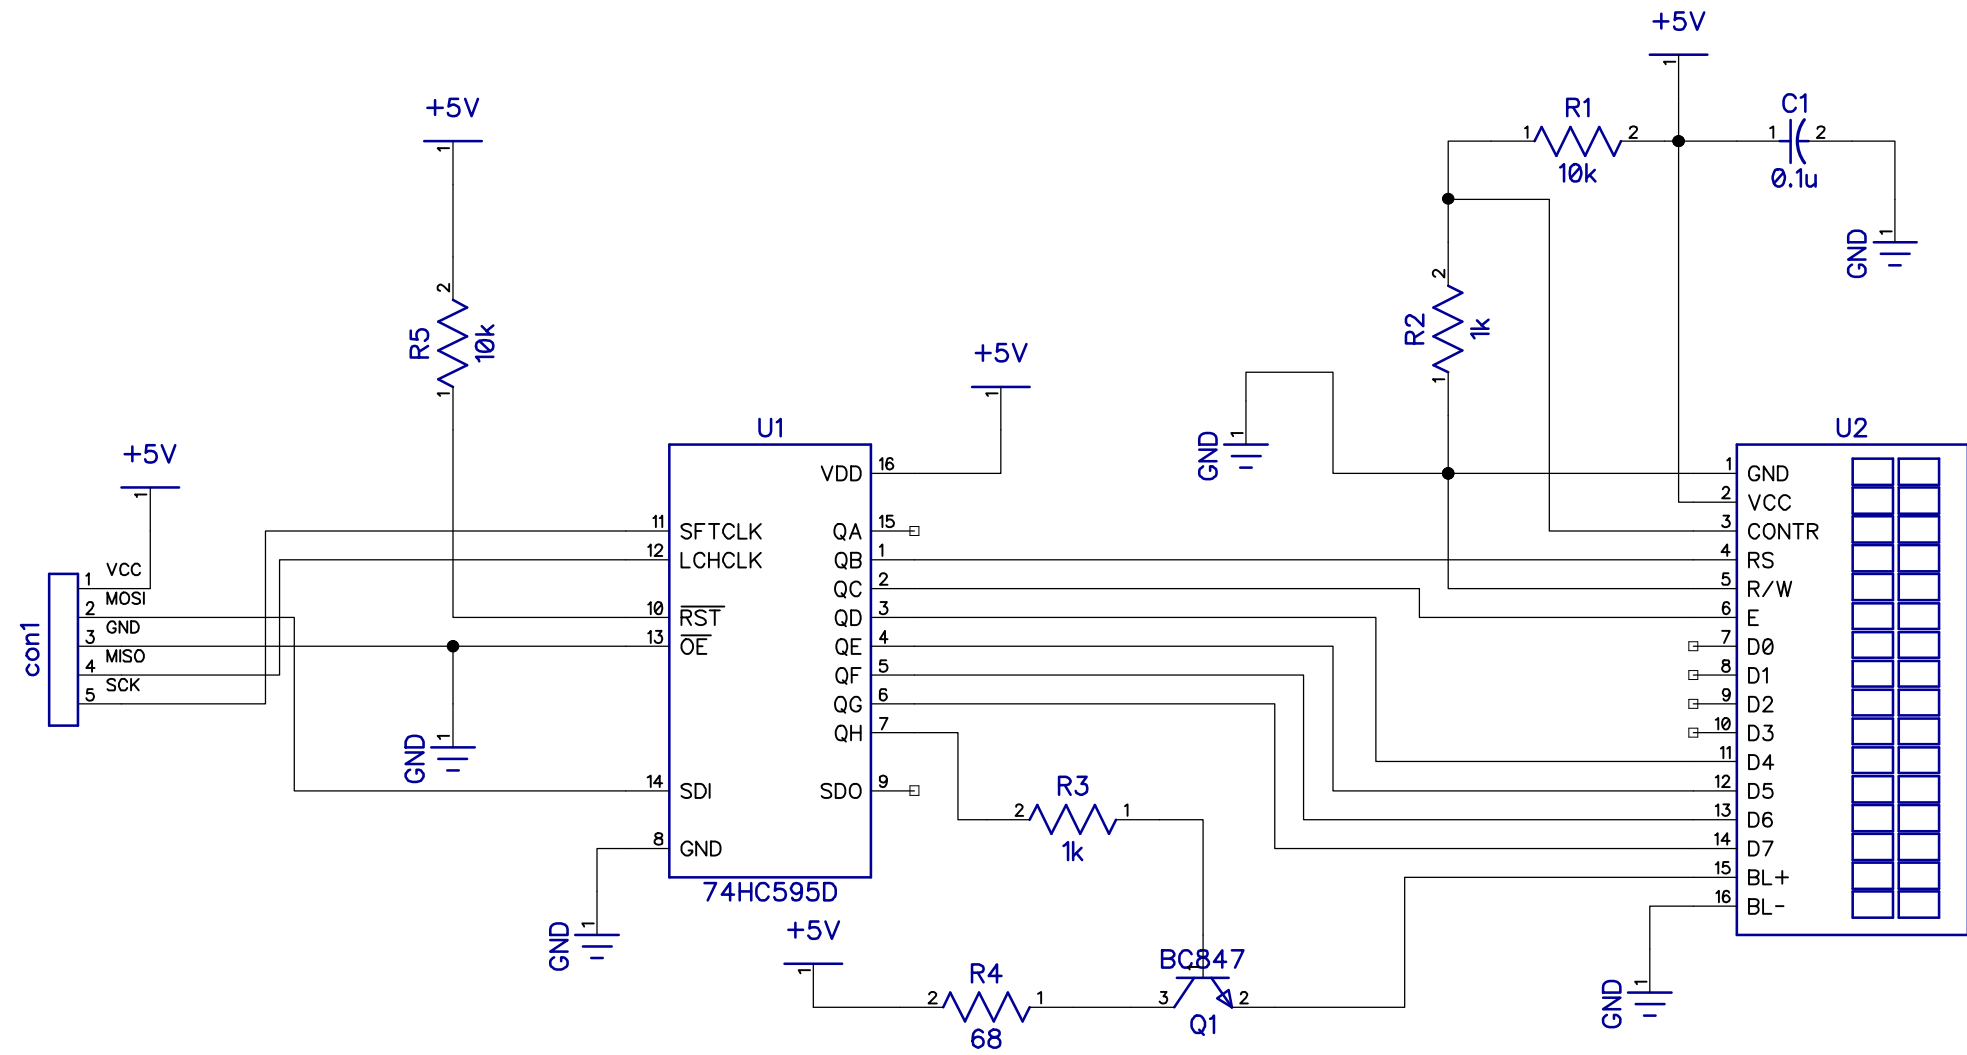 +5V
1
R1
1 2
10k
C1
1 2
0.1u
GND 1
+5V
1
2
R5 10k
1
2
R2 1k
1
+5V
1
GND 1
+5V
1
con1
1 VCC
2 MOSI
3 GND
4 MISO
5 SCK
GND 1
U1
VDD 16
11 SFTCLK QA 15
12 LCHCLK QB 1
QC 2
10 RST QD 3
13 OE QE 4
QF 5
QG 6
QH 7
14 SDI SDO 9
8 GND
74HC595D
GND 1
R3
2 1
1k
+5V
1
R4
2 1
68
BC847
1
3 2
Q1
U2
1 GND
2 VCC
3 CONTR
4 RS
5 R/W
6 E
7 D0
8 D1
9 D2
10 D3
11 D4
12 D5
13 D6
14 D7
15 BL+
16 BL-
GND 1